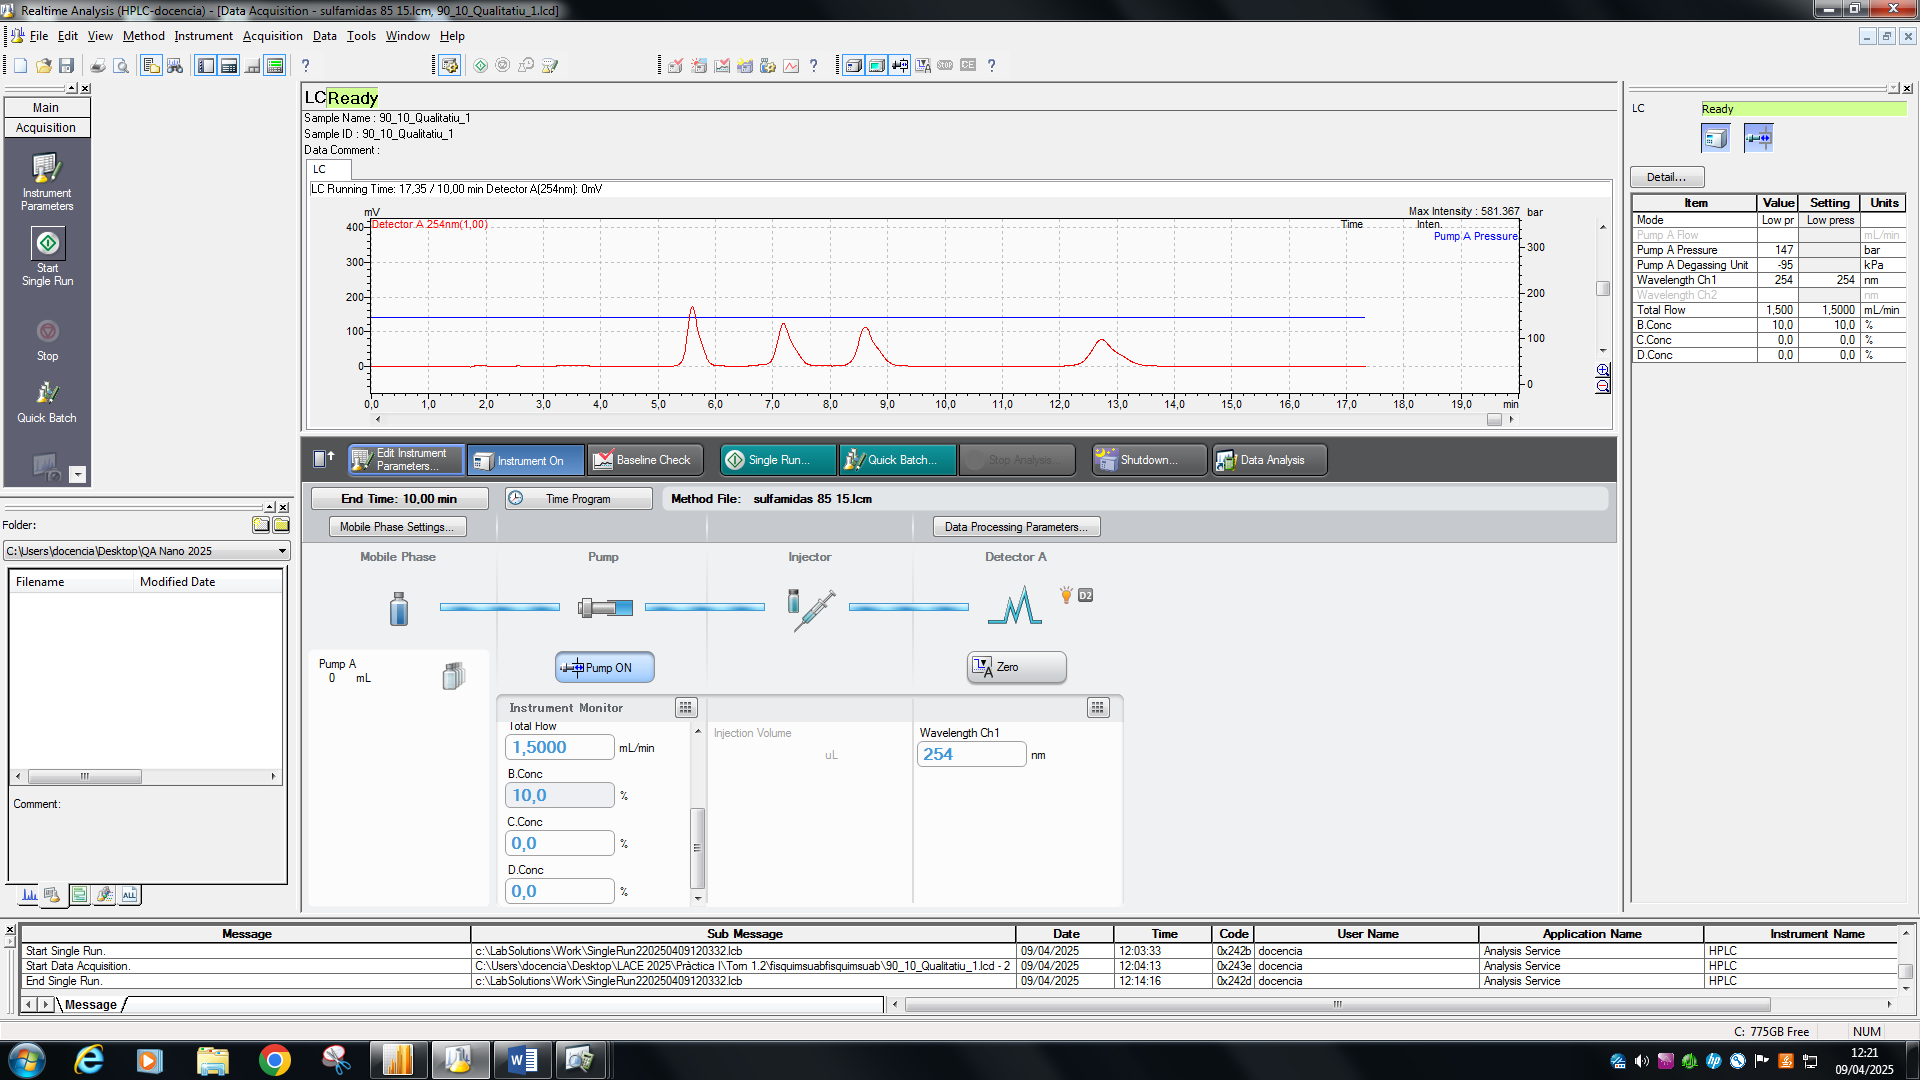 Realtime Analysis (HPLC-docencia) - [Data Acquisition - sulfamidas 85 15.lcm, 90_10_Qualitatiu_1.lcd]
File Edit View Method Instrument Acquisition Data Tools Window Help
Main
Acquisition
Instrument
Parameters
Start
Single Run
Stop
Quick Batch
Folder:
C:\Users\docencia\Desktop\QA Nano 2025
Filename Modified Date
Comment:
ALL
LC Ready
Sample Name : 90_10_Qualitatiu_1
Sample ID : 90_10_Qualitatiu_1
Data Comment :
LC
LC Running Time: 17,35 / 10,00 min Detector A(254nm): 0mV
mV Max Intensity : 581.367 bar
Detector A 254nm(1,00) Time Inten.
Pump A Pressure
400
300
200
100
0
300
200
100
0
0,0 1,0 2,0 3,0 4,0 5,0 6,0 7,0 8,0 9,0 10,0 11,0 12,0 13,0 14,0 15,0 16,0 17,0 18,0 19,0 min
Edit Instrument
Parameters...
Instrument On
Baseline Check
Single Run...
Quick Batch...
Stop Analysis...
Shutdown...
Data Analysis
End Time: 10,00 min Time Program Method File: sulfamidas 85 15.lcm
Mobile Phase Settings... Data Processing Parameters...
Mobile Phase Pump Injector Detector A
D2
Pump A
0 mL
Pump ON
Zero
Instrument Monitor
Total Flow
1,5000 mL/min
B.Conc
10,0 %
C.Conc
0,0 %
D.Conc
0,0 %
Injection Volume
uL
Wavelength Ch1
254 nm
LC Ready
Detail...
Item Value Setting Units
Mode Low pr Low press
Pump A Flow mL/min
Pump A Pressure 147 bar
Pump A Degassing Unit -95 kPa
Wavelength Ch1 254 254 nm
Wavelength Ch2 nm
Total Flow 1,500 1,5000 mL/min
B.Conc 10,0 10,0 %
C.Conc 0,0 0,0 %
D.Conc 0,0 0,0 %
Message Sub Message Date Time Code User Name Application Name Instrument Name
Start Single Run. c:\LabSolutions\Work\SingleRun220250409120332.lcb 09/04/2025 12:03:33 0x242b docencia Analysis Service HPLC
Start Data Acquisition. C:\Users\docencia\Desktop\LACE 2025\Pràctica I\Torn 1.2\fisquimsuabfisquimsuab\90_10_Qualitatiu_1.lcd - 2 09/04/2025 12:04:13 0x243e docencia Analysis Service HPLC
End Single Run. c:\LabSolutions\Work\SingleRun220250409120332.lcb 09/04/2025 12:14:16 0x242d docencia Analysis Service HPLC
Message
C: 775GB Free NUM
12:21
09/04/2025